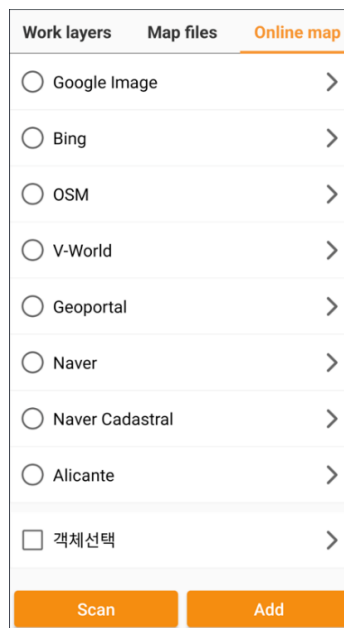 Work layers Map files Online map
Google Image
Bing
OSM
V-World
Geoportal
Naver
Naver Cadastral
Alicante
객체선택
Scan Add